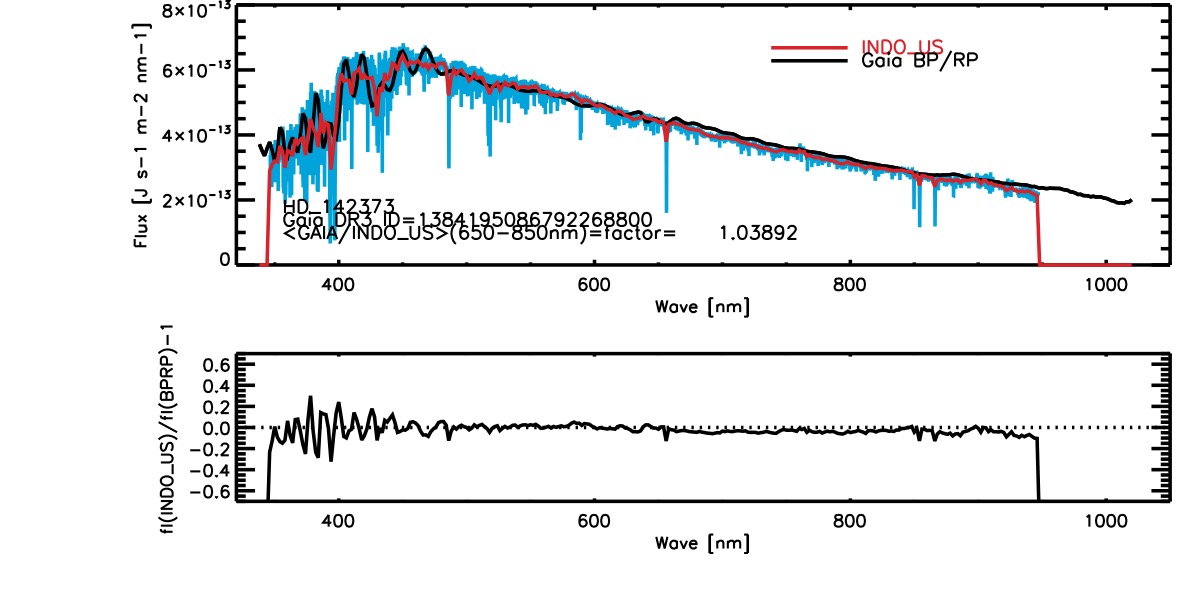 8×10−13
6×10−13
4×10−13
2×10−13
0
Flux [J s−1 m−2 nm−1]
INDO_US
Gaia BP/RP
HD_142373
Gaia DR3 ID=1384195086792268800
<GAIA/INDO_US>(650−850nm)=factor= 1.03892
400 600 800 1000
Wave [nm]
fl(INDO_US)/fl(BPRP)−1
0.6
0.4
0.2
0.0
−0.2
−0.4
−0.6
400 600 800 1000
Wave [nm]